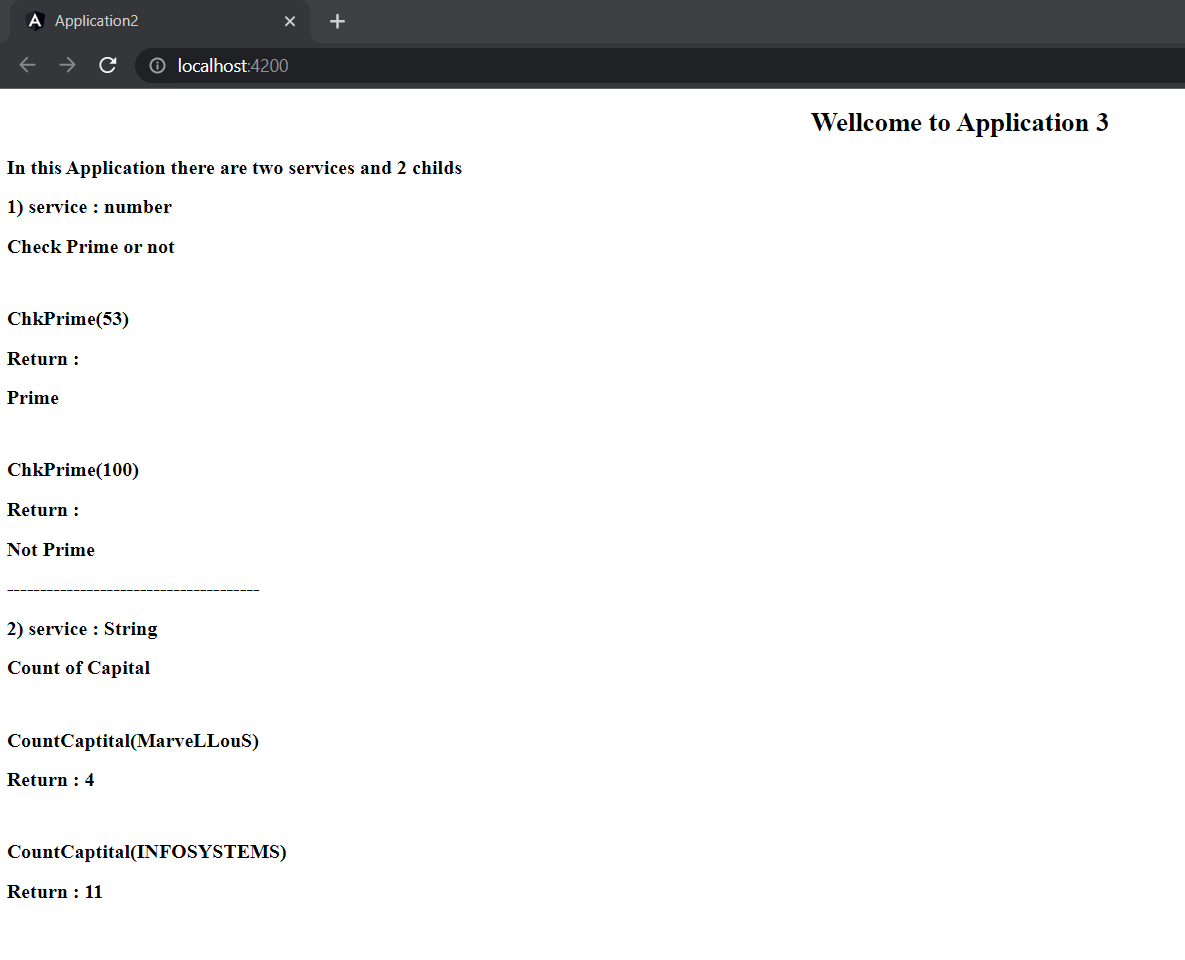 Application2
localhost:4200
Wellcome to Application 3
In this Application there are two services and 2 childs
1) service : number
Check Prime or not
ChkPrime(53)
Return :
Prime
ChkPrime(100)
Return :
Not Prime
--------------------------------------
2) service : String
Count of Capital
CountCaptital(MarveLLouS)
Return : 4
CountCaptital(INFOSYSTEMS)
Return : 11